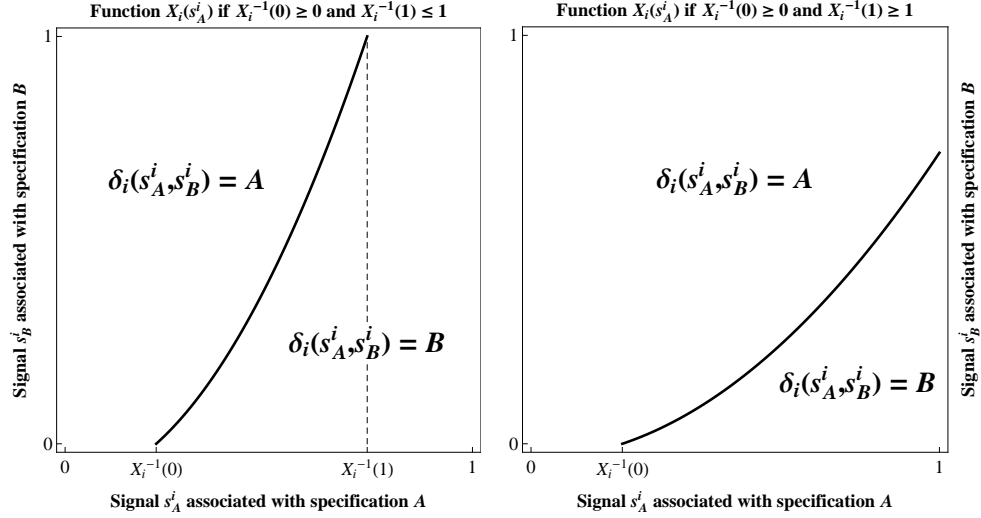 Function X_i(s_A^i) if X_i^{-1}(0) ≥ 0 and X_i^{-1}(1) ≤ 1
1
Signal s_B^i associated with specification B
δ_i(s_A^i,s_B^i) = A
δ_i(s_A^i,s_B^i) = B
0
0
X_i^{-1}(0)
X_i^{-1}(1)
1
Signal s_A^i associated with specification A
Function X_i(s_A^i) if X_i^{-1}(0) ≥ 0 and X_i^{-1}(1) ≥ 1
1
δ_i(s_A^i,s_B^i) = A
δ_i(s_A^i,s_B^i) = B
Signal s_B^i associated with specification B
0
0
X_i^{-1}(0)
1
Signal s_A^i associated with specification A